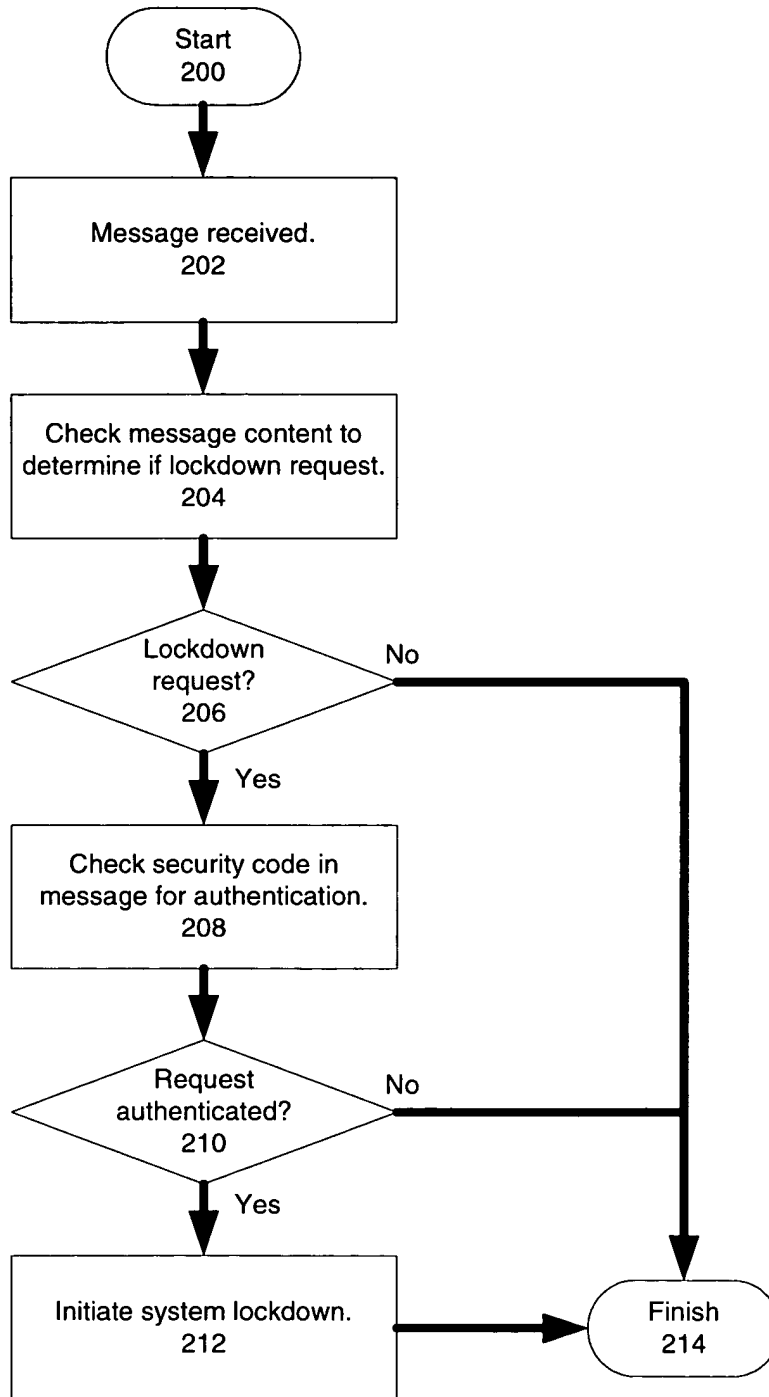 Start
200
Message received.
202
Check message content to
determine if lockdown request.
204
Lockdown
request?
206
No
Yes
Check security code in
message for authentication.
208
Request
authenticated?
210
No
Yes
Initiate system lockdown.
212
Finish
214